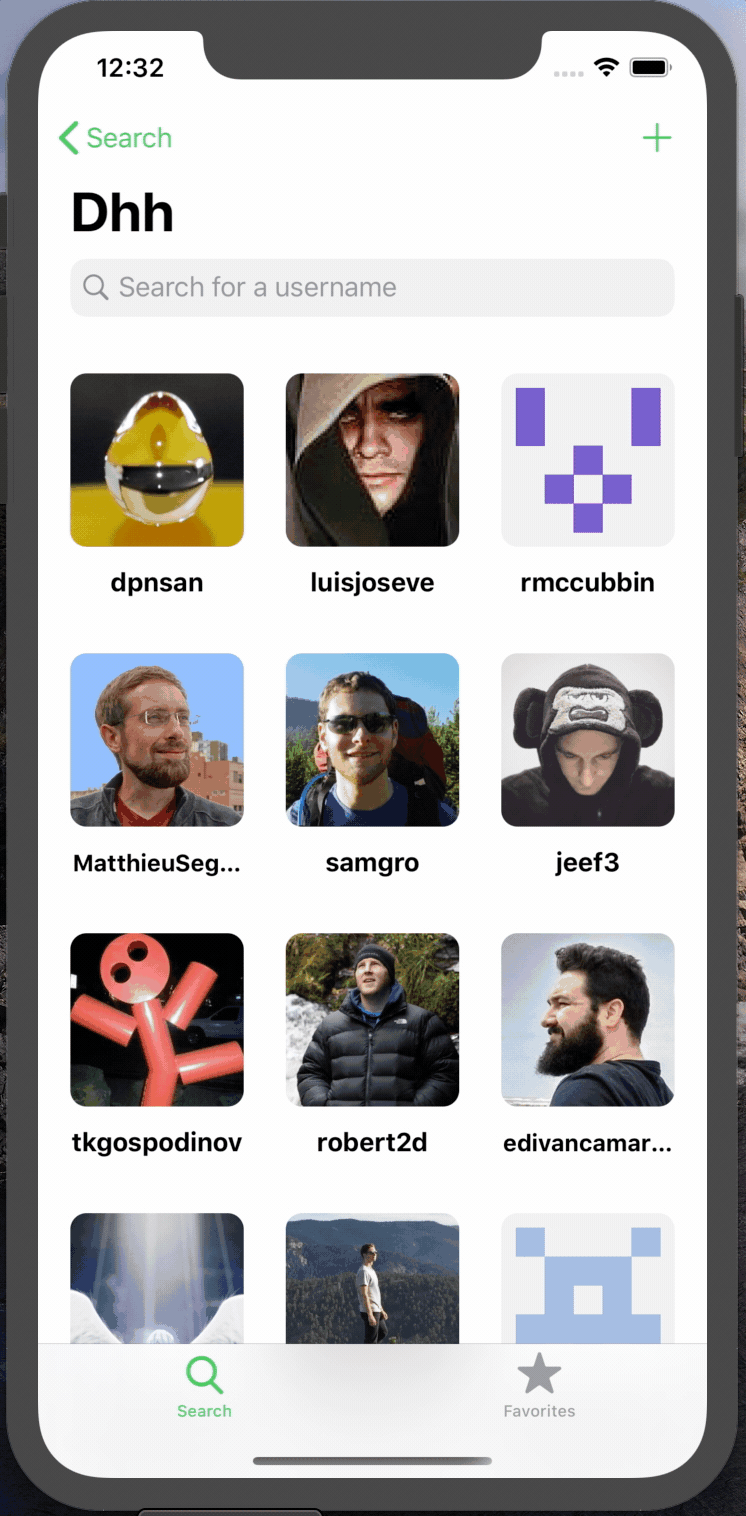 12:32
Search
Dhh
Search for a username
dpnsan
luisjoseve
rmccubbin
MatthieuSeg...
samgro
jeef3
tkgospodinov
robert2d
edivancamar...
Search
Favorites